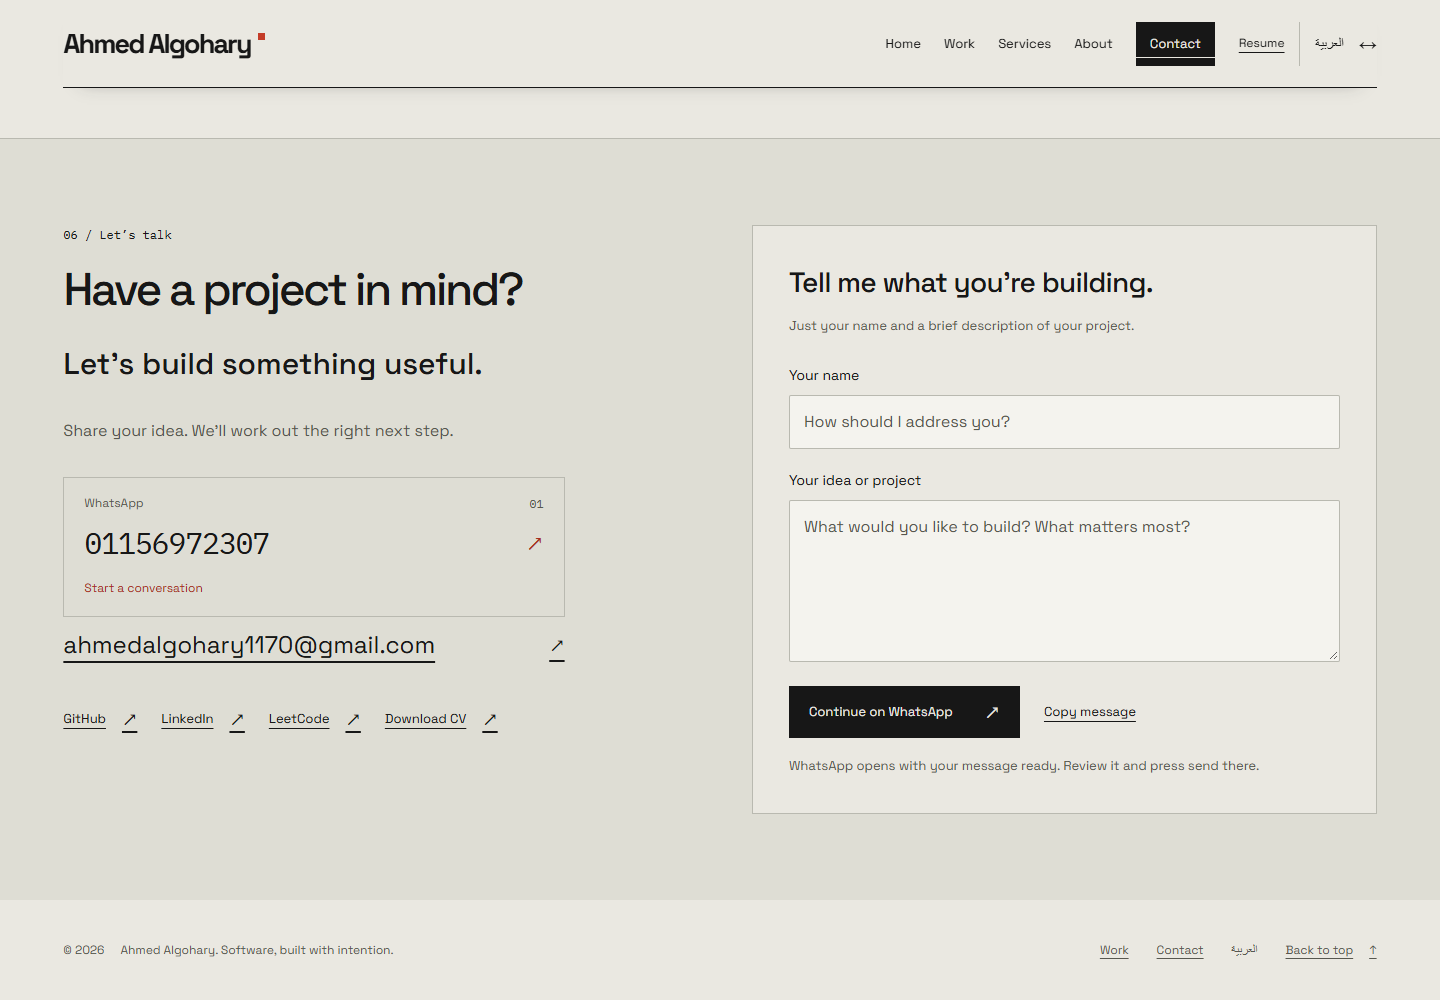 Ahmed Algohary
Home Work Services About Contact Resume العربية ↔
06 / Let's talk
Have a project in mind?
Let's build something useful.
Share your idea. We'll work out the right next step.
WhatsApp 01
01156972307 ↗
Start a conversation
ahmedalgohary1170@gmail.com ↗
GitHub ↗ LinkedIn ↗ LeetCode ↗ Download CV ↗
Tell me what you're building.
Just your name and a brief description of your project.
Your name
How should I address you?
Your idea or project
What would you like to build? What matters most?
Continue on WhatsApp ↗ Copy message
WhatsApp opens with your message ready. Review it and press send there.
© 2026 Ahmed Algohary. Software, built with intention.
Work Contact العربية Back to top ↑